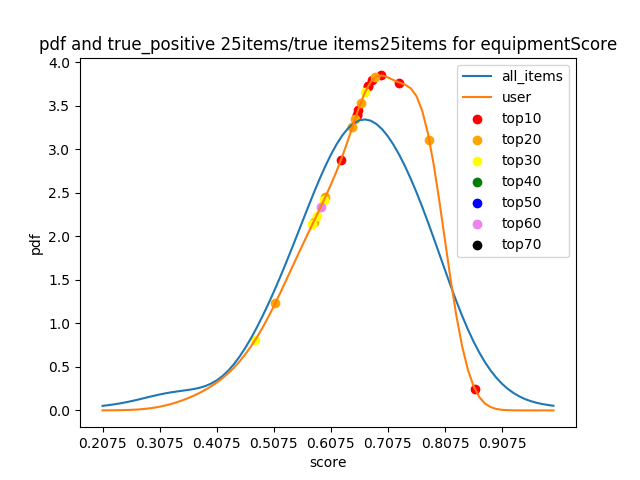 pdf and true_positive 25items/true items25items for equipmentScore
4.0
3.5
3.0
2.5
2.0
1.5
1.0
0.5
0.0
pdf
all_items
user
top10
top20
top30
top40
top50
top60
top70
0.2075 0.3075 0.4075 0.5075 0.6075 0.7075 0.8075 0.9075
score